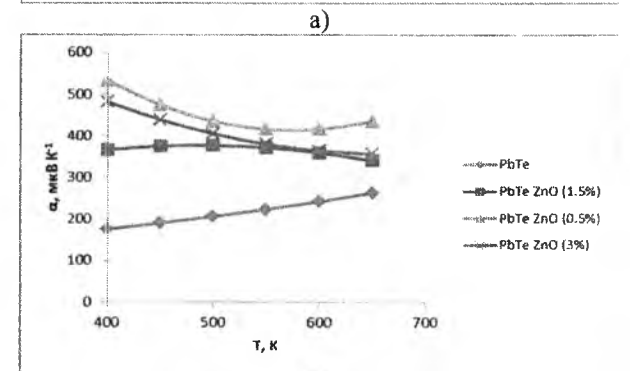 а)
600
500
400
300
200
100
0
α, мкВ К⁻¹
400
500
600
700
T, K
PbTe
PbTe ZnO (1.5%)
PbTe ZnO (0.5%)
PbTe ZnO (3%)